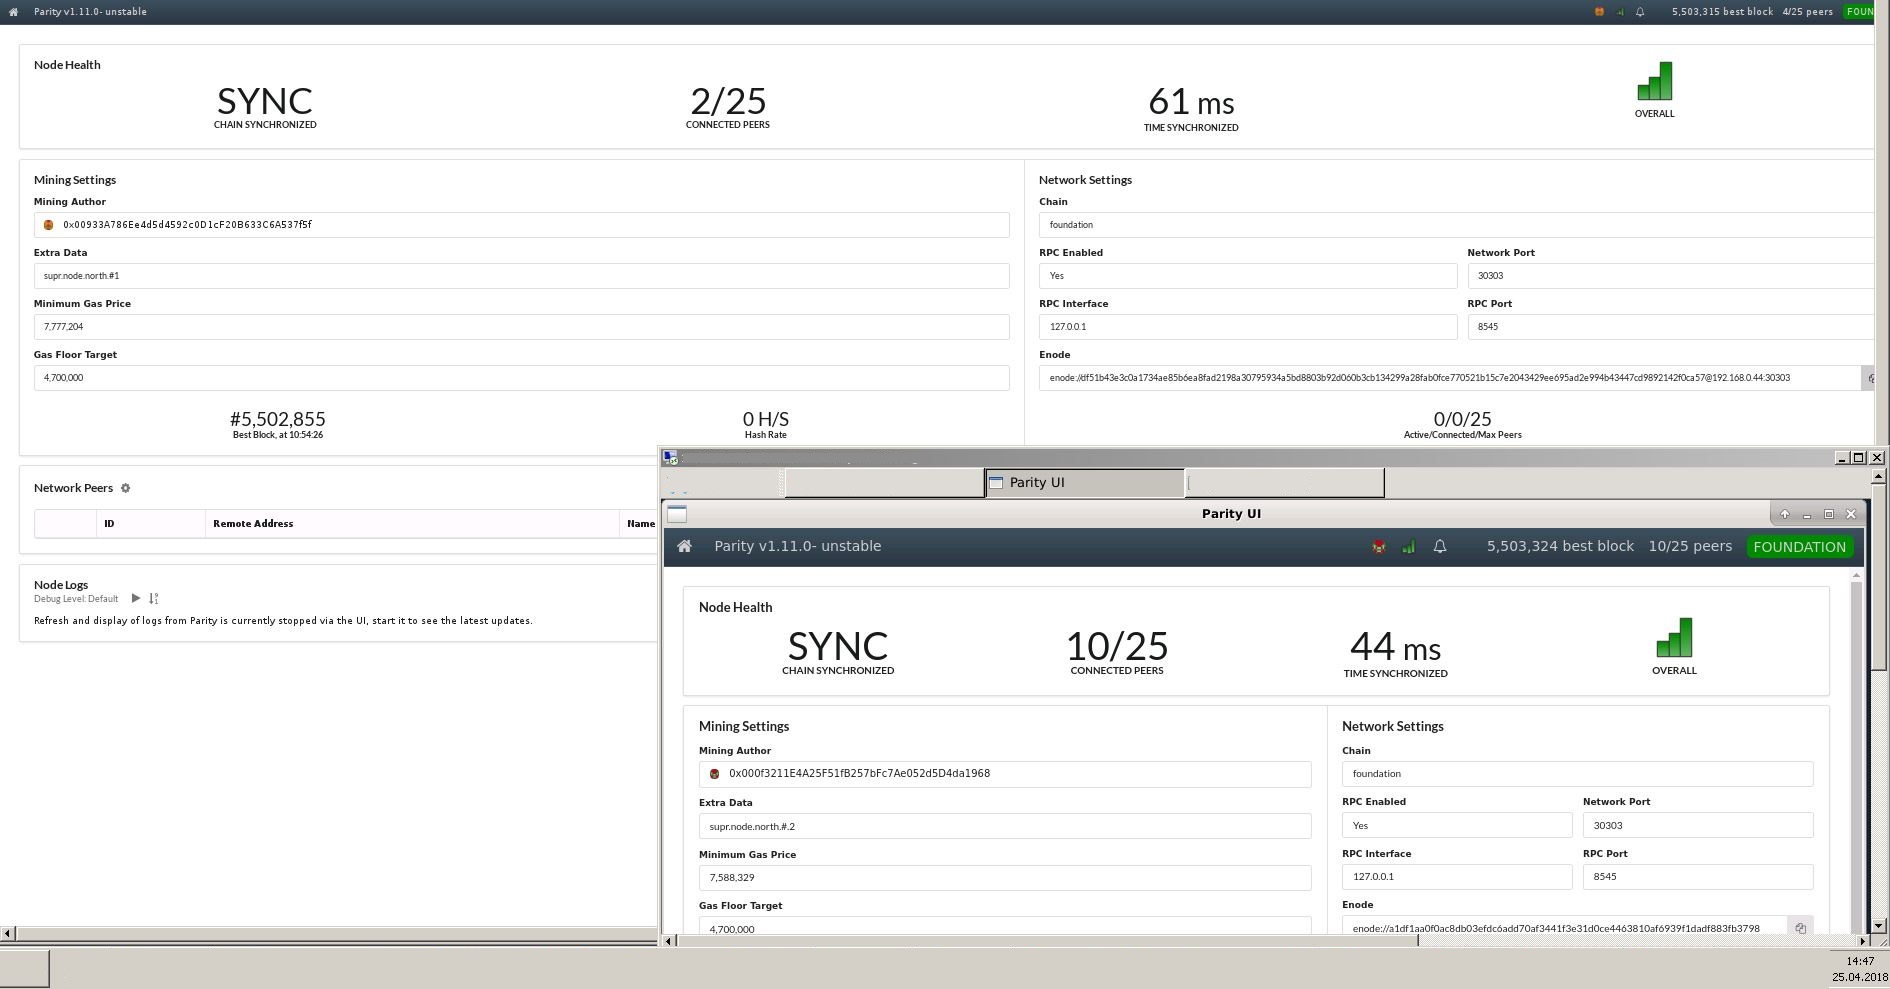 Parity v1.11.0- unstable
5,503,315 best block 4/25 peers FOUN
Node Health
SYNC
CHAIN SYNCHRONIZED
2/25
CONNECTED PEERS
61 ms
TIME SYNCHRONIZED
OVERALL
Mining Settings
Mining Author
0x00933A786Ee4d5d4592c0D1cF20B633C6A537f5f
Extra Data
supr.node.north.#1
Minimum Gas Price
7,777,204
Gas Floor Target
4,700,000
#5,502,855
Best Block, at 10:54:26
0 H/S
Hash Rate
Network Settings
Chain
foundation
RPC Enabled
Yes
Network Port
30303
RPC Interface
127.0.0.1
RPC Port
8545
Enode
enode://df51b43e3c0a1734ae85b6ea8fad2198a30795934a5bd8803b92d060b3cb134299a28fab0fce770521b15c7e2043429ee695ad2e994b43447cd9892142f0ca57@192.168.0.44:30303
0/0/25
Active/Connected/Max Peers
Network Peers
ID Remote Address Name
Node Logs
Debug Level: Default
Refresh and display of logs from Parity is currently stopped via the UI, start it to see the latest updates.
Parity UI
Parity UI
Parity v1.11.0- unstable
5,503,324 best block 10/25 peers FOUNDATION
Node Health
SYNC
CHAIN SYNCHRONIZED
10/25
CONNECTED PEERS
44 ms
TIME SYNCHRONIZED
OVERALL
Mining Settings
Mining Author
0x000f3211E4A25F51fB257bFc7Ae052d5D4da1968
Extra Data
supr.node.north.#.2
Minimum Gas Price
7,588,329
Gas Floor Target
4,700,000
Network Settings
Chain
foundation
RPC Enabled
Yes
Network Port
30303
RPC Interface
127.0.0.1
RPC Port
8545
Enode
enode://a1df1aa0f0ac8db03efdc6add70af3441f3e31d0ce4463810af6939f1dadf883fb3798
14:47
25.04.2018